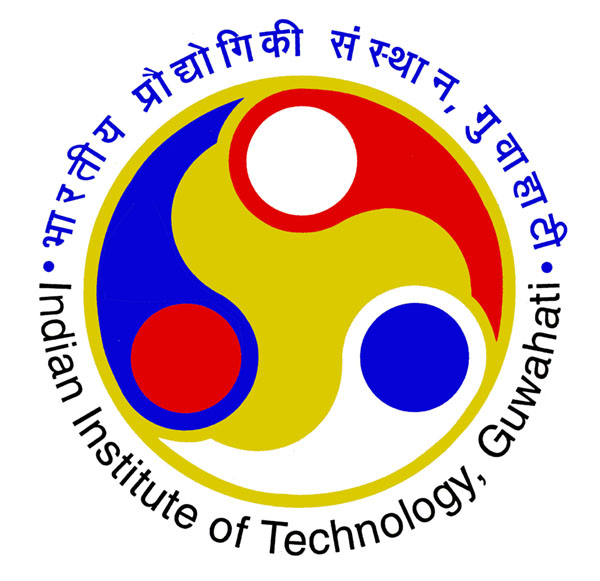 भारतीय प्रौद्योगिकी संस्थान, गुवाहाटी
Indian Institute of Technology, Guwahati